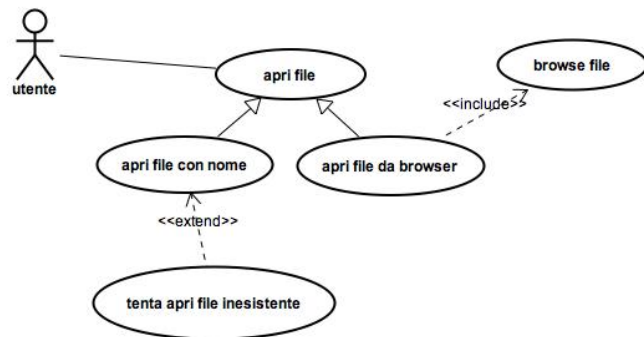 utente
apri file
browse file
<<include>>
apri file con nome
apri file da browser
<<extend>>
tenta apri file inesistente